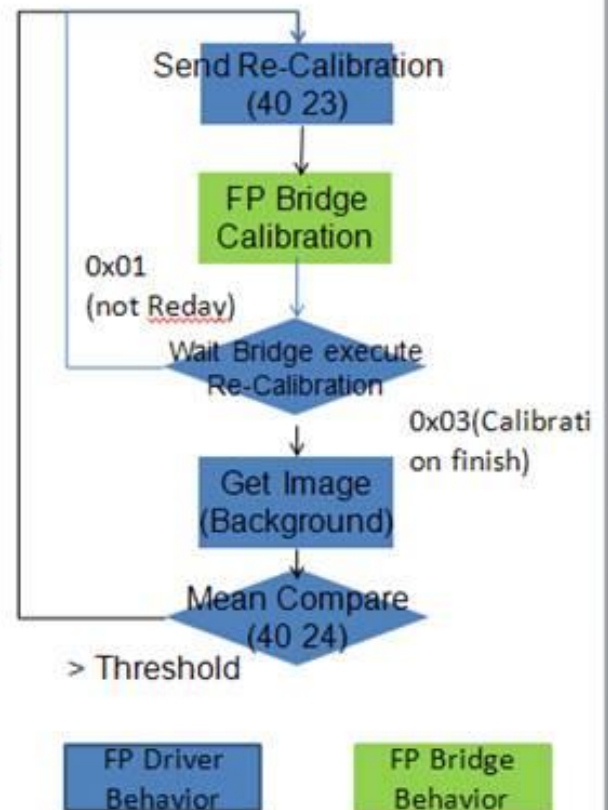 Send Re-Calibration
(40 23)
FP Bridge
Calibration
0x01
(not Reday)
Wait Bridge execute
Re-Calibration
0x03(Calibrati
on finish)
Get Image
(Background)
Mean Compare
(40 24)
> Threshold
FP Driver
Behavior
FP Bridge
Behavior